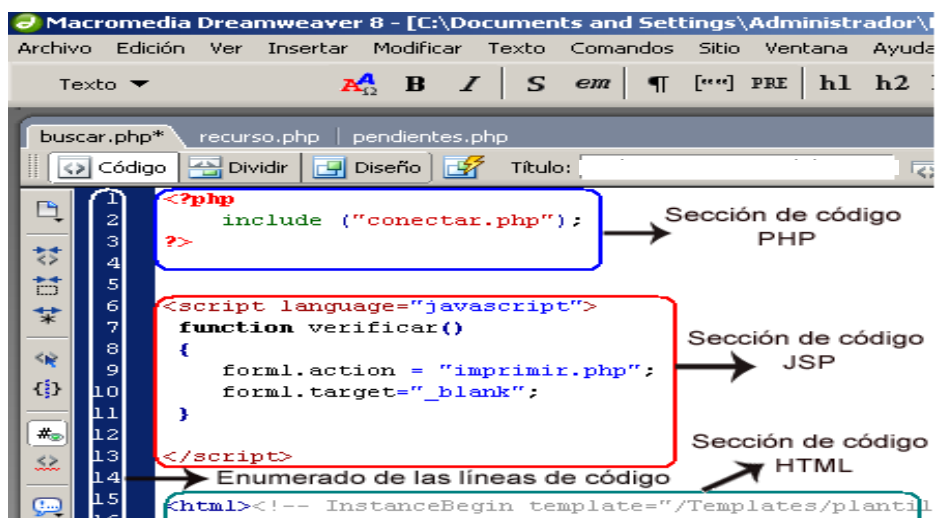 Macromedia Dreamweaver 8 - [C:\Documents and Settings\Administrador\
Archivo Edición Ver Insertar Modificar Texto Comandos Sitio Ventana Ayuda
Texto B I S em ¶ [““] PRE h1 h2
buscar.php* recurso.php pendientes.php
Código Dividir Diseño Título:
1 <?php
2 include ("conectar.php");
3 ?>
4
Sección de código
PHP
5
6 <script language="javascript">
7 function verificar()
8 {
9 form1.action = "imprimir.php";
10 form1.target="_blank";
11 }
12
13 </script>
Sección de código
JSP
Sección de código
HTML
14 Enumerado de las líneas de código
15 <html><!-- InstanceBegin template="/Templates/plantil